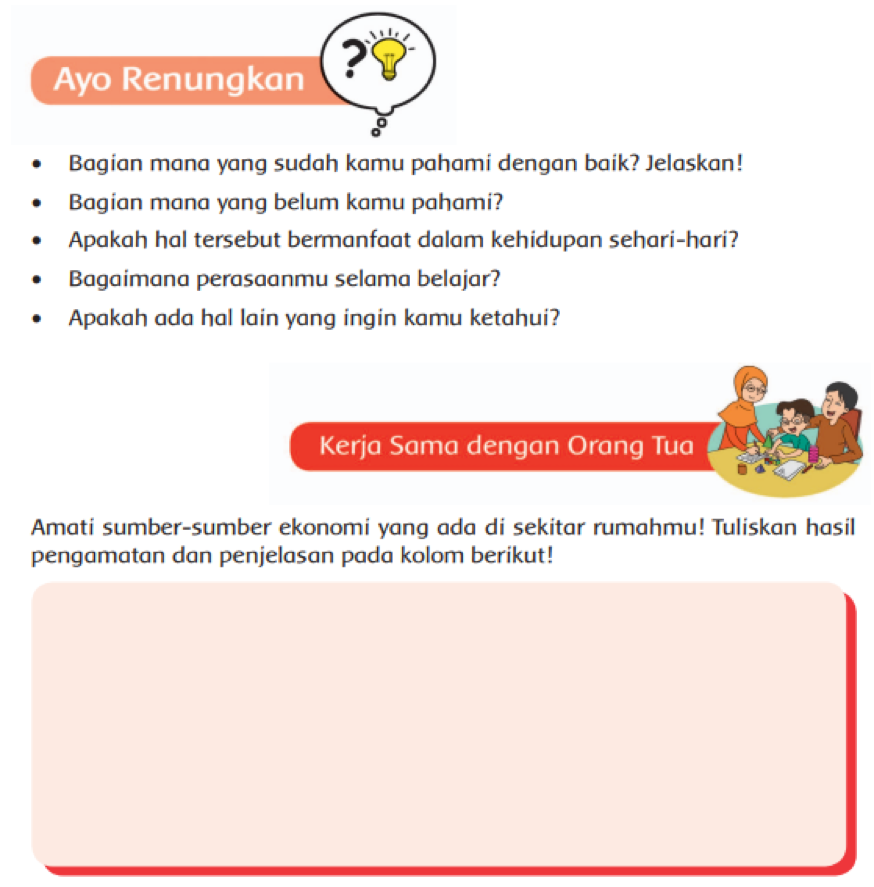 Ayo Renungkan
?
• Bagian mana yang sudah kamu pahami dengan baik? Jelaskan!
• Bagian mana yang belum kamu pahami?
• Apakah hal tersebut bermanfaat dalam kehidupan sehari-hari?
• Bagaimana perasaanmu selama belajar?
• Apakah ada hal lain yang ingin kamu ketahui?
Kerja Sama dengan Orang Tua
Amati sumber-sumber ekonomi yang ada di sekitar rumahmu! Tuliskan hasil
pengamatan dan penjelasan pada kolom berikut!